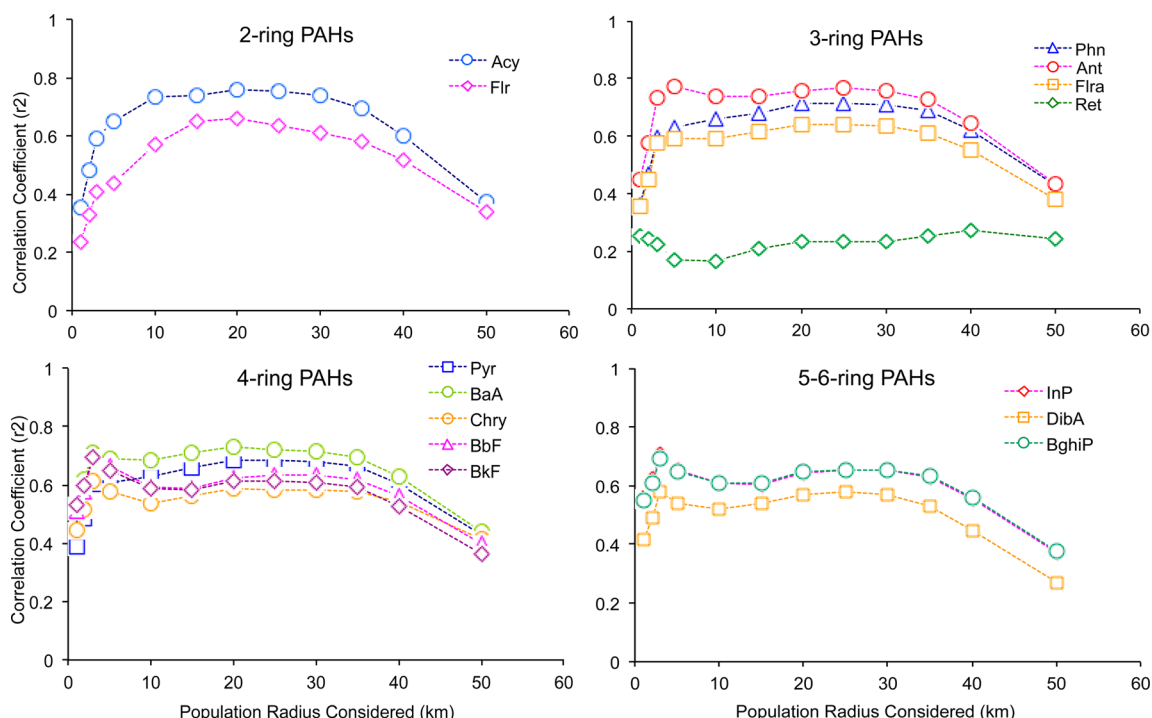 2-ring PAHs
Acy
Flr
Correlation Coefficient (r2)
1
0.8
0.6
0.4
0.2
0
0 10 20 30 40 50 60
3-ring PAHs
Phn
Ant
Flra
Ret
1
0.8
0.6
0.4
0.2
0
0 10 20 30 40 50 60
4-ring PAHs
Pyr
BaA
Chry
BbF
BkF
Correlation Coefficient (r2)
1
0.8
0.6
0.4
0.2
0
0 10 20 30 40 50 60
Population Radius Considered (km)
5-6-ring PAHs
InP
DibA
BghiP
1
0.8
0.6
0.4
0.2
0
0 10 20 30 40 50 60
Population Radius Considered (km)